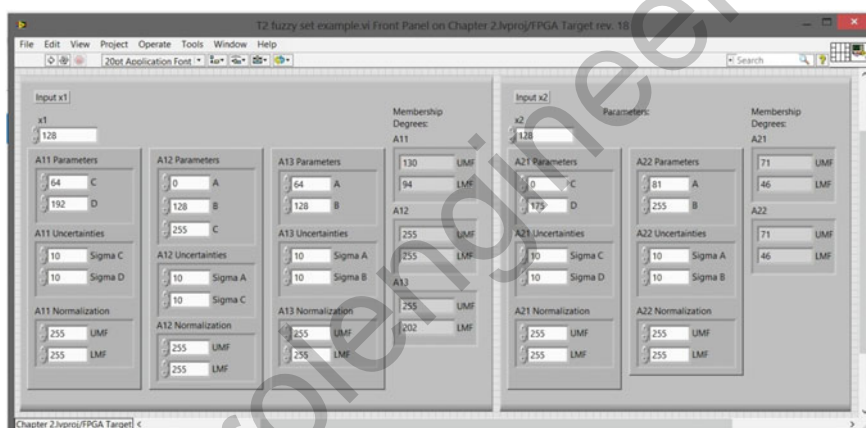 T2 fuzzy set example.vi Front Panel on Chapter 2.lvproj/FPGA Target rev. 18
File Edit View Project Operate Tools Window Help
20pt Application Font
Search
Input x1
x1
128
A11 Parameters
64 C
192 D
A11 Uncertainties
10 Sigma C
10 Sigma D
A11 Normalization
255 UMF
255 LMF
A12 Parameters
0 A
128 B
255 C
A12 Uncertainties
10 Sigma A
10 Sigma C
A12 Normalization
255 UMF
255 LMF
A13 Parameters
64 A
128 B
A13 Uncertainties
10 Sigma A
10 Sigma B
A13 Normalization
255 UMF
255 LMF
Membership
Degrees:
A11
130 UMF
94 LMF
A12
255 UMF
255 LMF
A13
255 UMF
202 LMF
Input x2
x2
128
Parameters:
A21 Parameters
0 C
175 D
A21 Uncertainties
10 Sigma C
10 Sigma D
A21 Normalization
255 UMF
255 LMF
A22 Parameters
81 A
255 B
A22 Uncertainties
10 Sigma A
10 Sigma B
A22 Normalization
255 UMF
255 LMF
Membership
Degrees:
A21
71 UMF
46 LMF
A22
71 UMF
46 LMF
Chapter 2.lvproj/FPGA Target
rolengineer